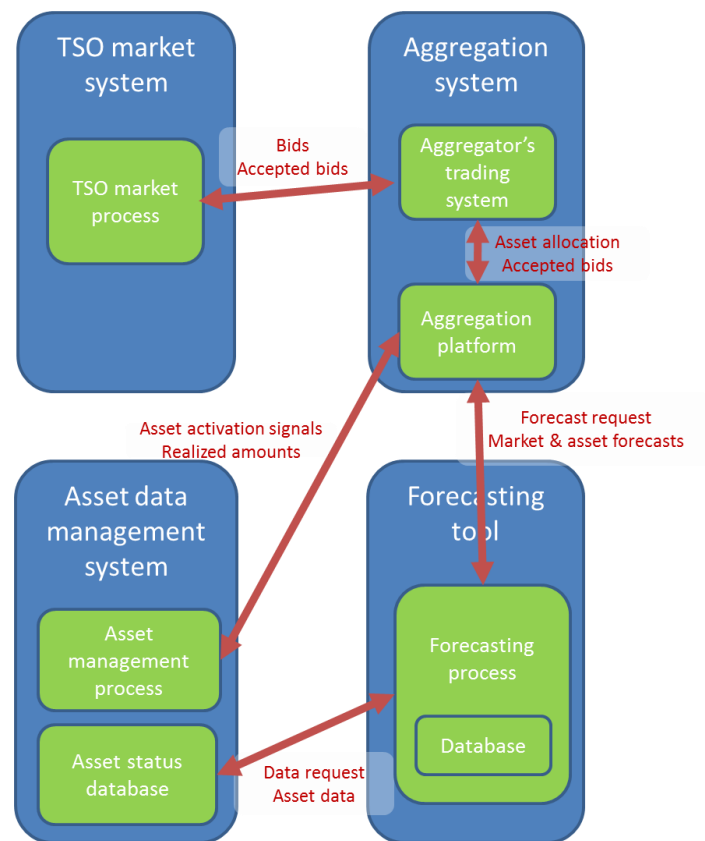 TSO market
system
TSO market
process
Bids
Accepted bids
Aggregation
system
Aggregator's
trading
system
Asset allocation
Accepted bids
Aggregation
platform
Asset activation signals
Realized amounts
Forecast request
Market & asset forecasts
Asset data
management
system
Asset
management
process
Asset status
database
Data request
Asset data
Forecasting
tool
Forecasting
process
Database